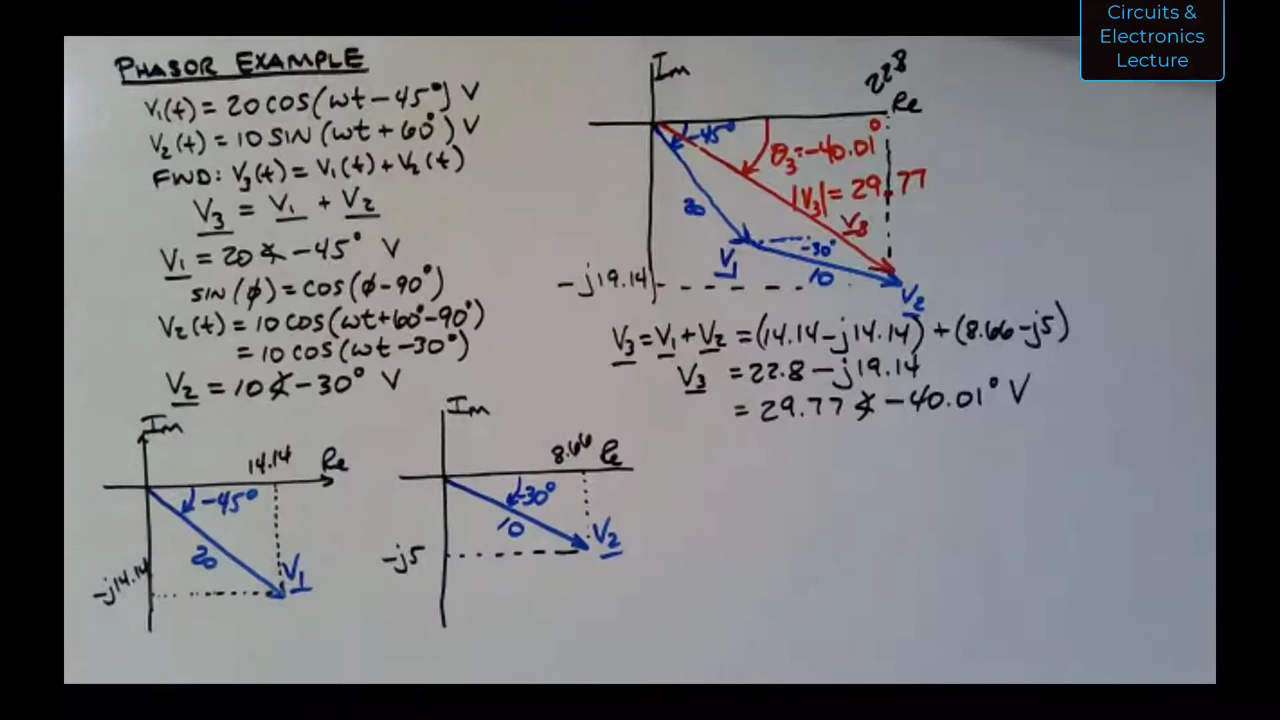 Circuits &
Electronics
Lecture
PHASOR EXAMPLE
V1(t) = 20 COS(ωt - 45°) V
V2(t) = 10 SIN(ωt + 60°) V
FWD: V3(t) = V1(t) + V2(t)
V3 = V1 + V2
V1 = 20 ∡ -45° V
SIN(ϕ) = COS(ϕ - 90°)
V2(t) = 10 COS(ωt + 60° - 90°)
= 10 COS(ωt - 30°)
V2 = 10 ∡ -30° V
Im
14.14
Re
-45°
20
V1
-j14.14
Im
8.66
Re
-30°
10
V2
-j5
Im
22.8
Re
-45°
θ3 = -40.01°
|V3| = 29.77
20
V3
V1
-30°
10
-j19.14
V2
V3 = V1 + V2 = (14.14 - j14.14) + (8.66 - j5)
V3 = 22.8 - j19.14
= 29.77 ∡ -40.01° V